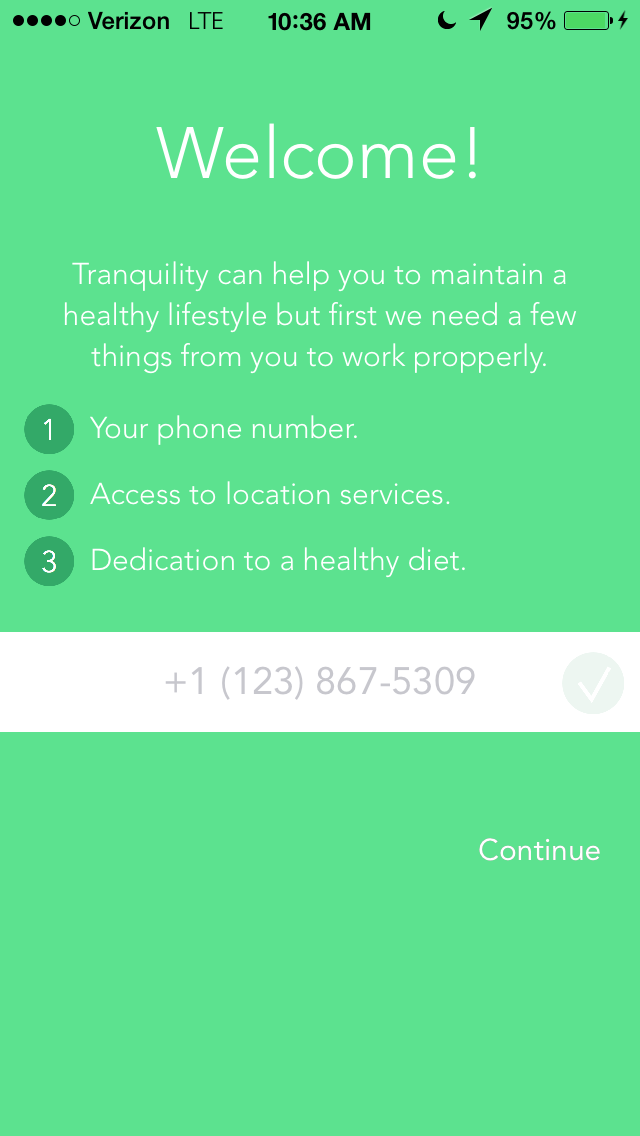 Verizon LTE 10:36 AM 95%
Welcome!
Tranquility can help you to maintain a
healthy lifestyle but first we need a few
things from you to work propperly.
1 Your phone number.
2 Access to location services.
3 Dedication to a healthy diet.
+1 (123) 867-5309
Continue